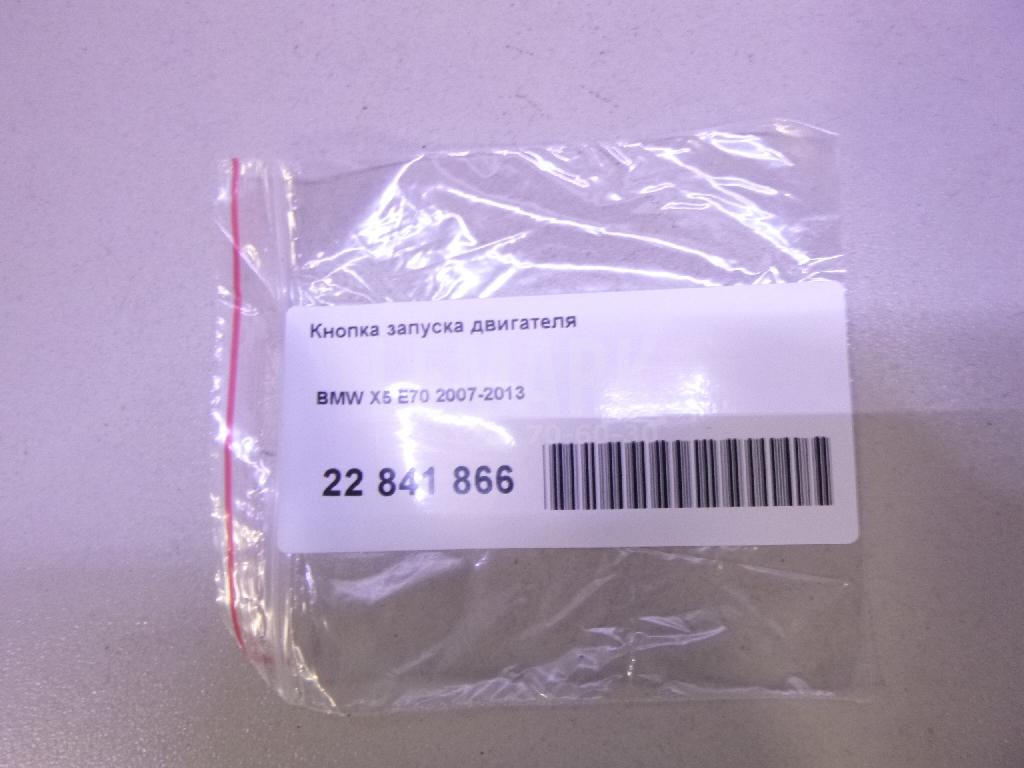 Кнопка запуска двигателя
BMW X5 E70 2007-2013
22 841 866